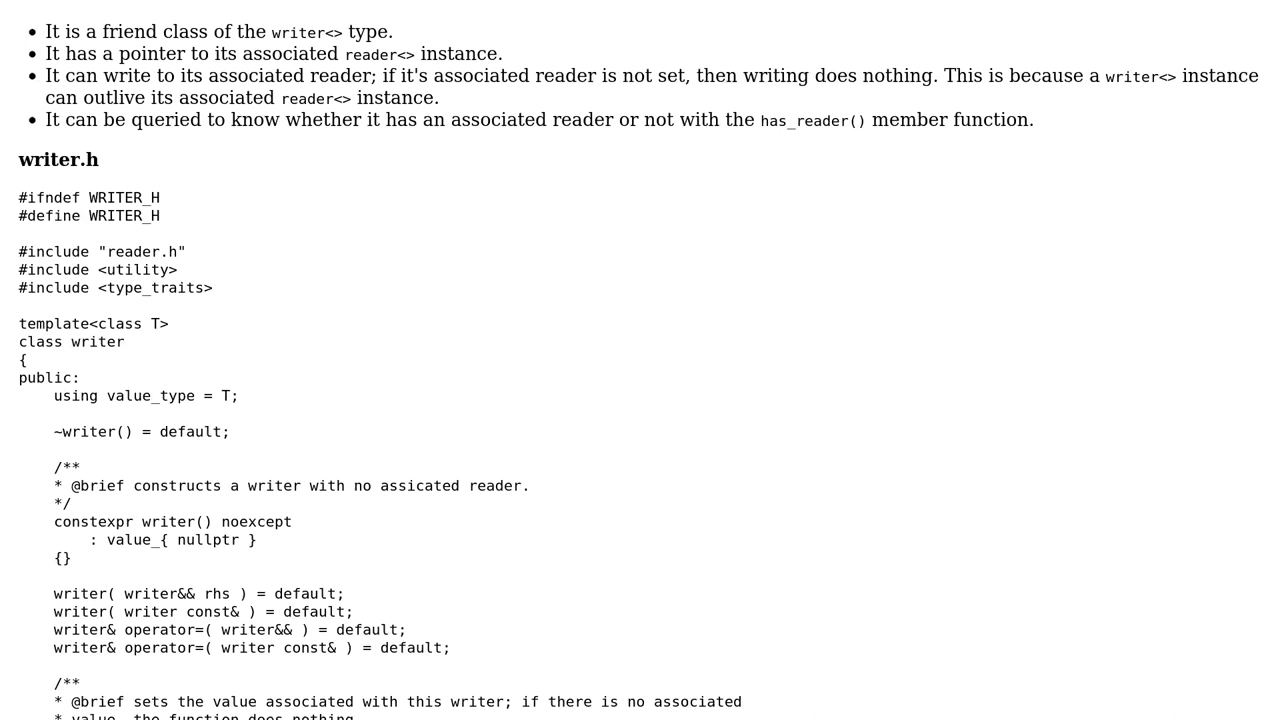 • It is a friend class of the writer<> type.
• It has a pointer to its associated reader<> instance.
• It can write to its associated reader; if it's associated reader is not set, then writing does nothing. This is because a writer<> instance
can outlive its associated reader<> instance.
• It can be queried to know whether it has an associated reader or not with the has_reader() member function.
writer.h
#ifndef WRITER_H
#define WRITER_H
#include "reader.h"
#include <utility>
#include <type_traits>
template<class T>
class writer
{
public:
    using value_type = T;
    ~writer() = default;
    /**
    * @brief constructs a writer with no assicated reader.
    */
    constexpr writer() noexcept
        : value_{ nullptr }
    {}
    writer( writer&& rhs ) = default;
    writer( writer const& ) = default;
    writer& operator=( writer&& ) = default;
    writer& operator=( writer const& ) = default;
    /**
    * @brief sets the value associated with this writer; if there is no associated
    * value, the function does nothing